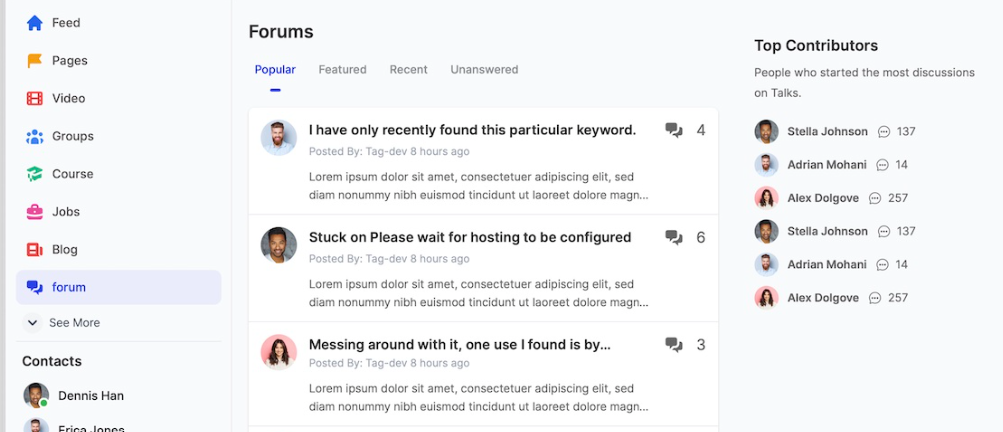 Feed
Pages
Video
Groups
Course
Jobs
Blog
forum
See More
Contacts
Dennis Han
Erica Jones
Forums
Popular Featured Recent Unanswered
I have only recently found this particular keyword. 4
Posted By: Tag-dev 8 hours ago
Lorem ipsum dolor sit amet, consectetuer adipiscing elit, sed
diam nonummy nibh euismod tincidunt ut laoreet dolore magn...
Stuck on Please wait for hosting to be configured 6
Posted By: Tag-dev 8 hours ago
Lorem ipsum dolor sit amet, consectetuer adipiscing elit, sed
diam nonummy nibh euismod tincidunt ut laoreet dolore magn...
Messing around with it, one use I found is by... 3
Posted By: Tag-dev 8 hours ago
Lorem ipsum dolor sit amet, consectetuer adipiscing elit, sed
diam nonummy nibh euismod tincidunt ut laoreet dolore magn...
Top Contributors
People who started the most discussions
on Talks.
Stella Johnson 137
Adrian Mohani 14
Alex Dolgove 257
Stella Johnson 137
Adrian Mohani 14
Alex Dolgove 257